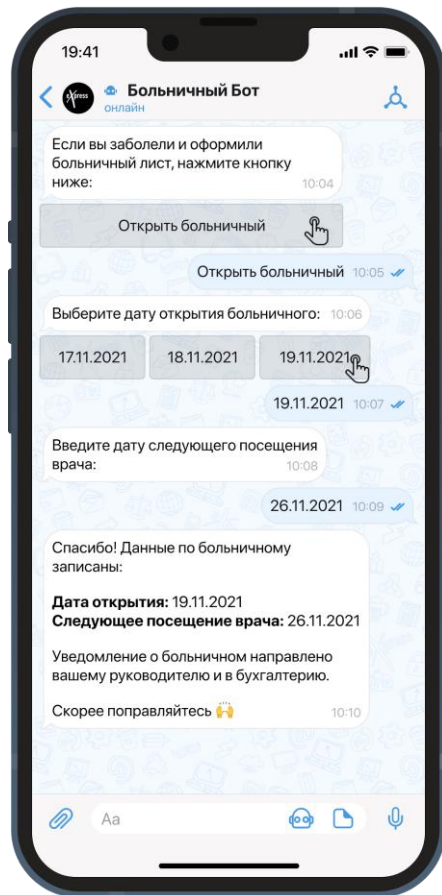 19:41
eXpress
Больничный Бот
онлайн
Если вы заболели и оформили
больничный лист, нажмите кнопку
ниже:
10:04
Открыть больничный
Открыть больничный 10:05
Выберите дату открытия больничного: 10:06
17.11.2021 18.11.2021 19.11.2021
19.11.2021 10:07
Введите дату следующего посещения
врача:
10:08
26.11.2021 10:09
Спасибо! Данные по больничному
записаны:
Дата открытия: 19.11.2021
Следующее посещение врача: 26.11.2021
Уведомление о больничном направлено
вашему руководителю и в бухгалтерию.
Скорее поправляйтесь 🙌 10:10
Aa